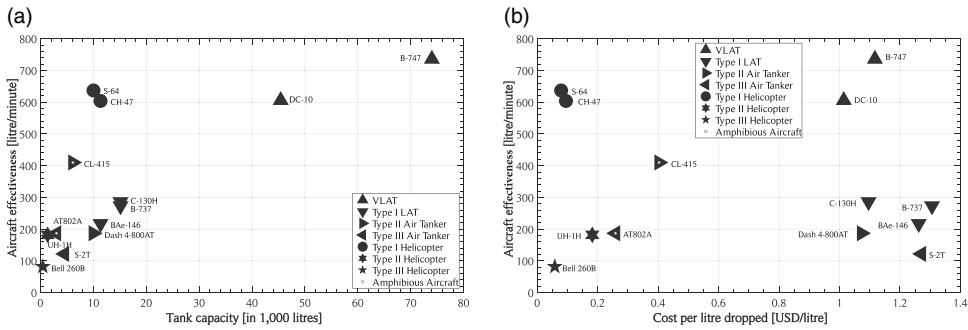 (a)
800
700
600
500
400
300
200
100
0
Aircraft effectiveness [litre/minute]
B-747
S-64
CH-47
DC-10
CL-415
C-130H
B-737
AT802A
BAe-146
Dash 4-800AT
UH-1H
S-2T
Bell 260B
VLAT
Type I LAT
Type II Air Tanker
Type III Air Tanker
Type I Helicopter
Type II Helicopter
Type III Helicopter
Amphibious Aircraft
0 10 20 30 40 50 60 70 80
Tank capacity [in 1,000 litres]
(b)
800
700
600
500
400
300
200
100
0
Aircraft effectiveness [litre/minute]
VLAT
Type I LAT
Type II Air Tanker
Type III Air Tanker
Type I Helicopter
Type II Helicopter
Type III Helicopter
Amphibious Aircraft
B-747
S-64
CH-47
DC-10
CL-415
C-130H
B-737
BAe-146
UH-1H
AT802A
Dash 4-800AT
S-2T
Bell 260B
0 0.2 0.4 0.6 0.8 1 1.2 1.4
Cost per litre dropped [USD/litre]